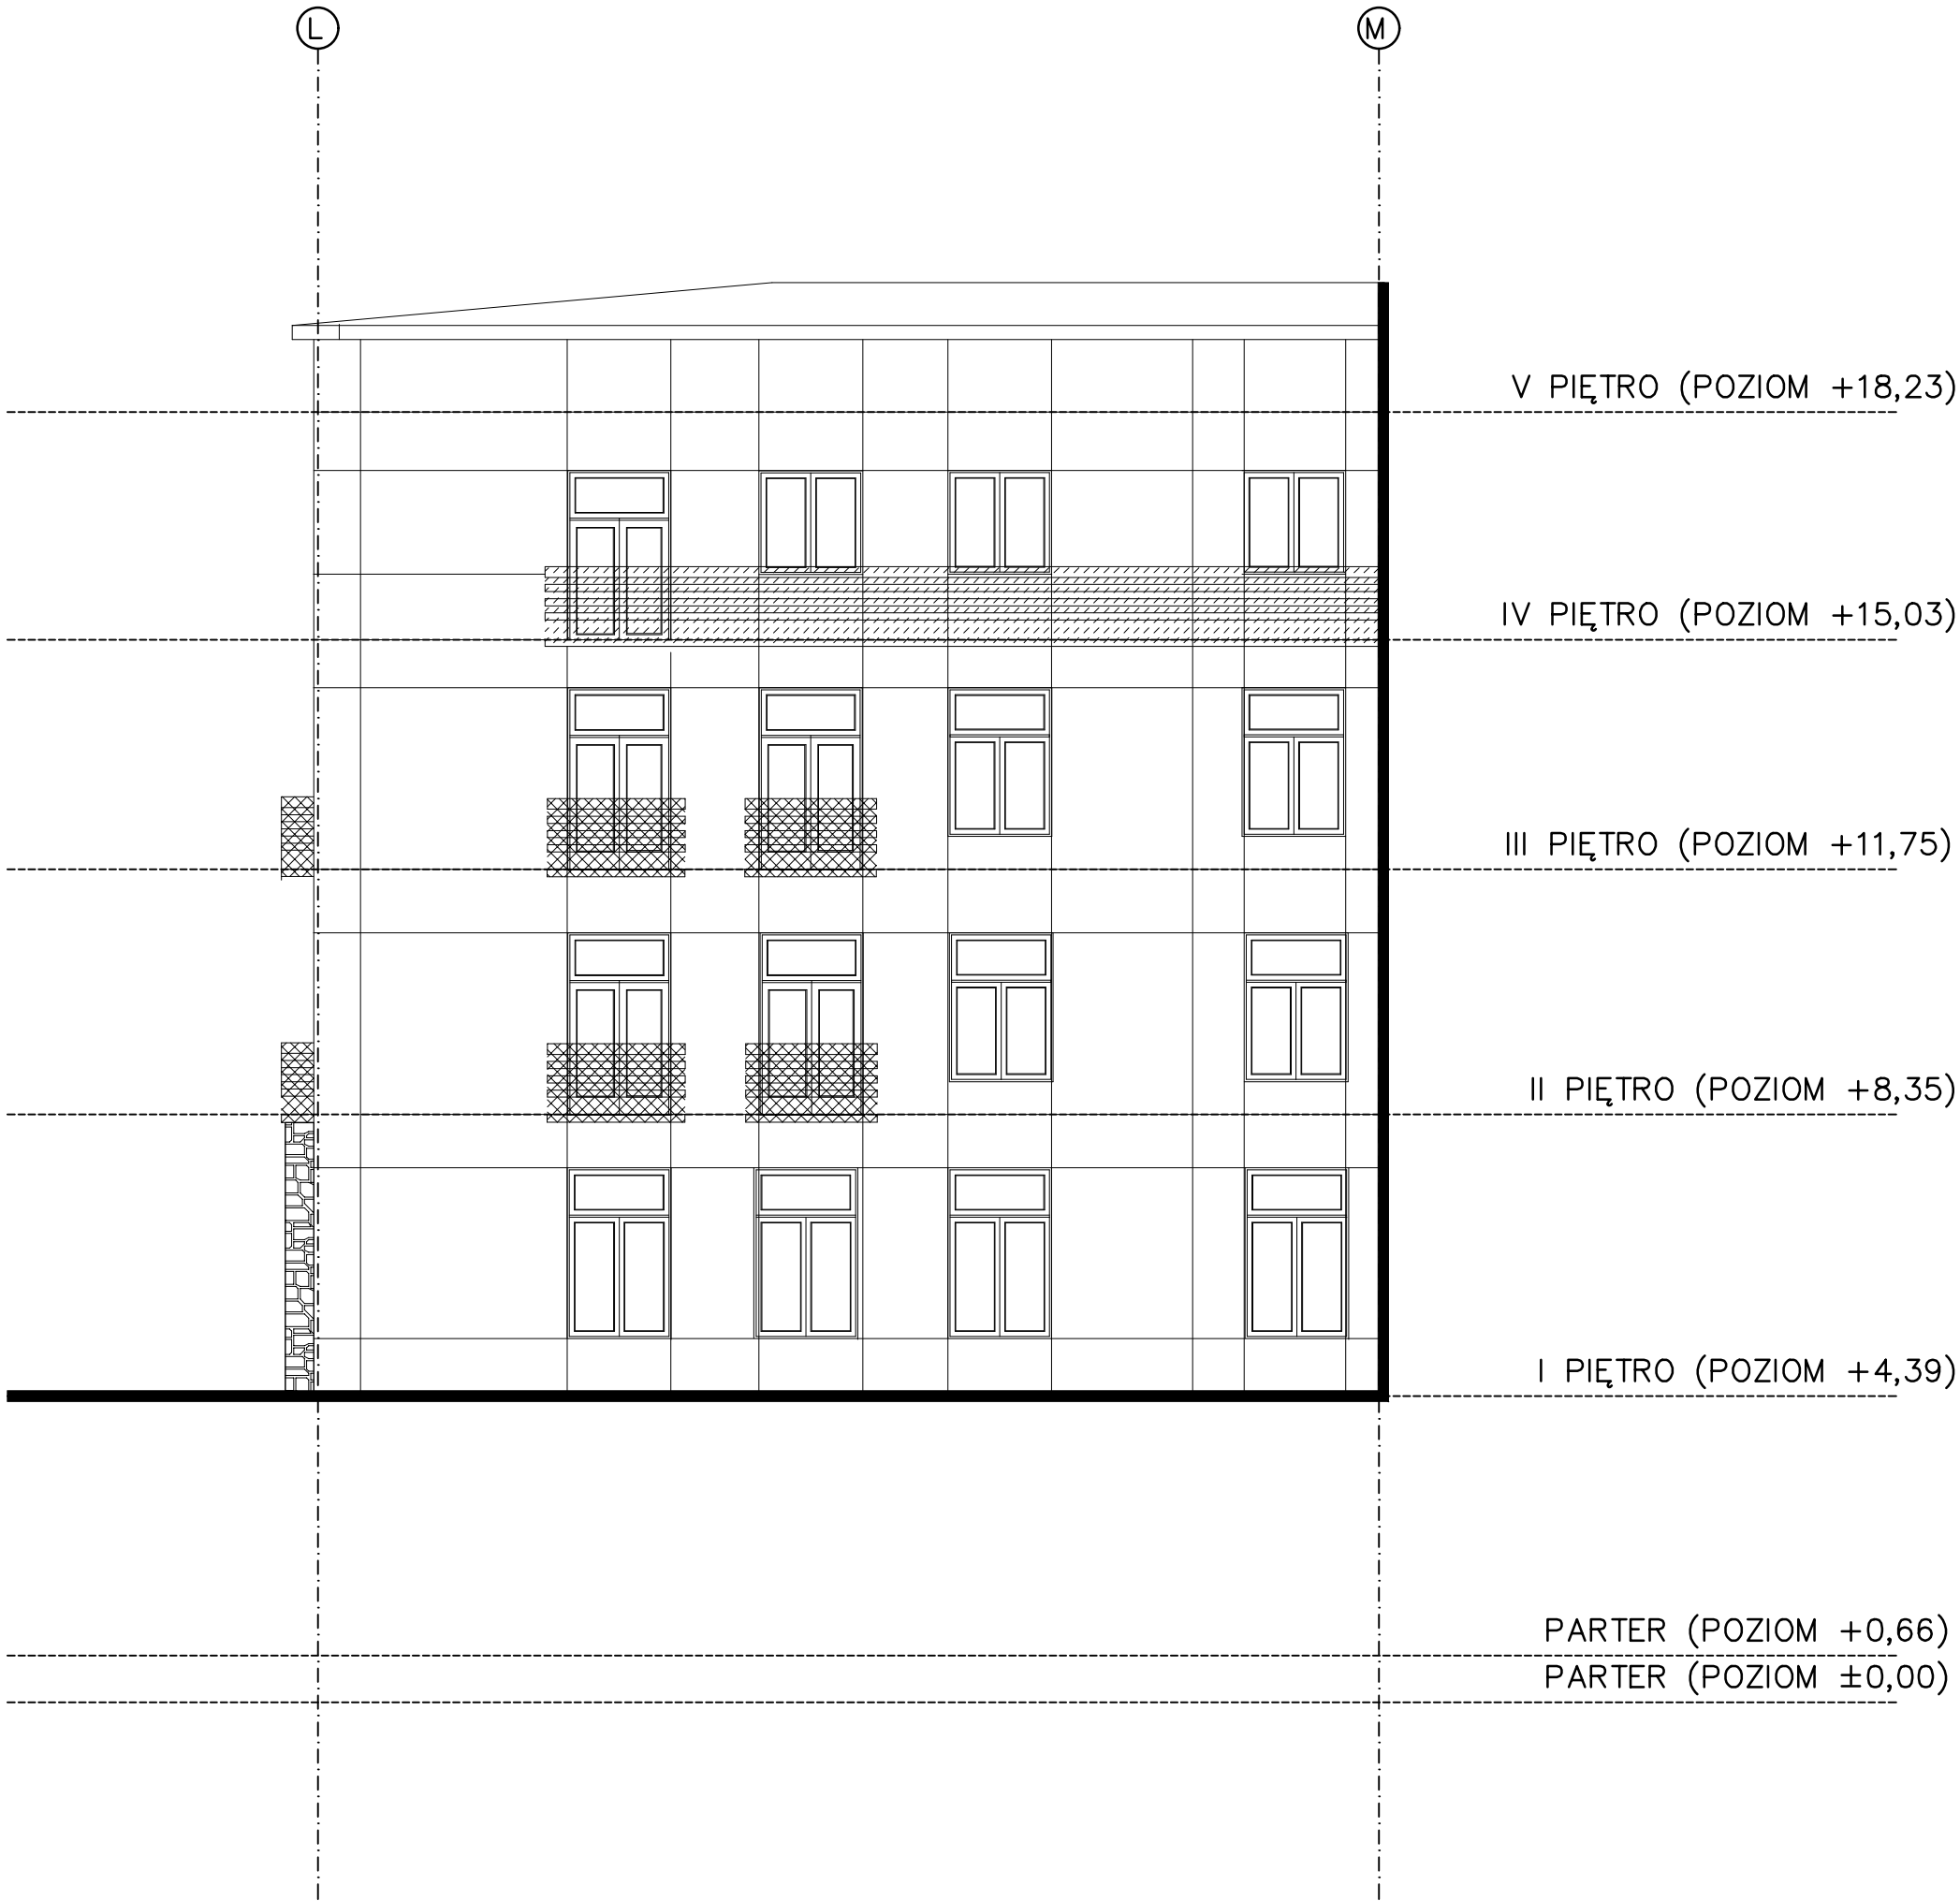 L
M
V PIĘTRO (POZIOM +18,23)
IV PIĘTRO (POZIOM +15,03)
III PIĘTRO (POZIOM +11,75)
II PIĘTRO (POZIOM +8,35)
I PIĘTRO (POZIOM +4,39)
PARTER (POZIOM +0,66)
PARTER (POZIOM ±0,00)